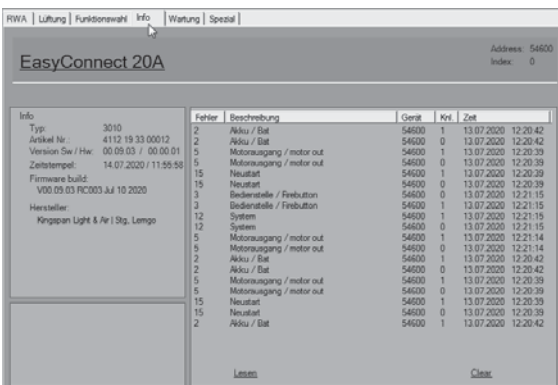 RWA | Lüftung | Funktionswahl | Info | Wartung | Spezial
Address: 54600
Index: 0
EasyConnect 20A
Info
Typ: 3010
Artikel Nr.: 4112 19 33 00012
Version Sw / Hw: 00.09.03 / 00.00.01
Zeitstempel: 14.07.2020 / 11:55:58
Firmware build:
V00.09.03 RC003 Jul 10 2020
Hersteller:
Kingspan Light & Air | Stg, Lemgo
Fehler Beschreibung Gerät Knl. Zeit
2 Akku / Bat 54600 1 13.07.2020 12:20:42
2 Akku / Bat 54600 0 13.07.2020 12:20:42
5 Motorausgang / motor out 54600 1 13.07.2020 12:20:39
5 Motorausgang / motor out 54600 0 13.07.2020 12:20:39
15 Neustart 54600 1 13.07.2020 12:20:39
15 Neustart 54600 0 13.07.2020 12:20:39
3 Bedienstelle / Firebutton 54600 0 13.07.2020 12:21:15
3 Bedienstelle / Firebutton 54600 1 13.07.2020 12:21:15
12 System 54600 1 13.07.2020 12:21:15
12 System 54600 0 13.07.2020 12:21:15
5 Motorausgang / motor out 54600 1 13.07.2020 12:21:14
5 Motorausgang / motor out 54600 0 13.07.2020 12:21:14
2 Akku / Bat 54600 1 13.07.2020 12:20:42
2 Akku / Bat 54600 0 13.07.2020 12:20:42
5 Motorausgang / motor out 54600 1 13.07.2020 12:20:39
5 Motorausgang / motor out 54600 0 13.07.2020 12:20:39
15 Neustart 54600 1 13.07.2020 12:20:39
15 Neustart 54600 0 13.07.2020 12:20:39
2 Akku / Bat 54600 1 13.07.2020 12:20:42
Lesen Clear